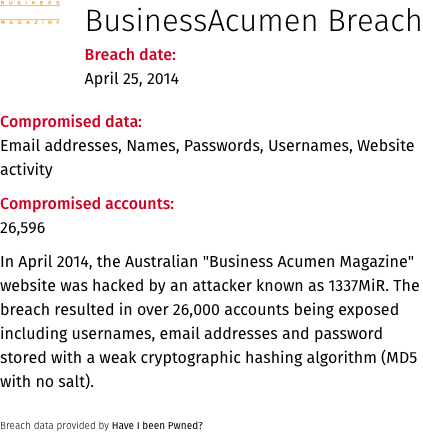 BUSINESS
MAGAZINE
BusinessAcumen Breach
Breach date:
April 25, 2014
Compromised data:
Email addresses, Names, Passwords, Usernames, Website
activity
Compromised accounts:
26,596
In April 2014, the Australian "Business Acumen Magazine"
website was hacked by an attacker known as 1337MiR. The
breach resulted in over 26,000 accounts being exposed
including usernames, email addresses and password
stored with a weak cryptographic hashing algorithm (MD5
with no salt).
Breach data provided by Have I been Pwned?